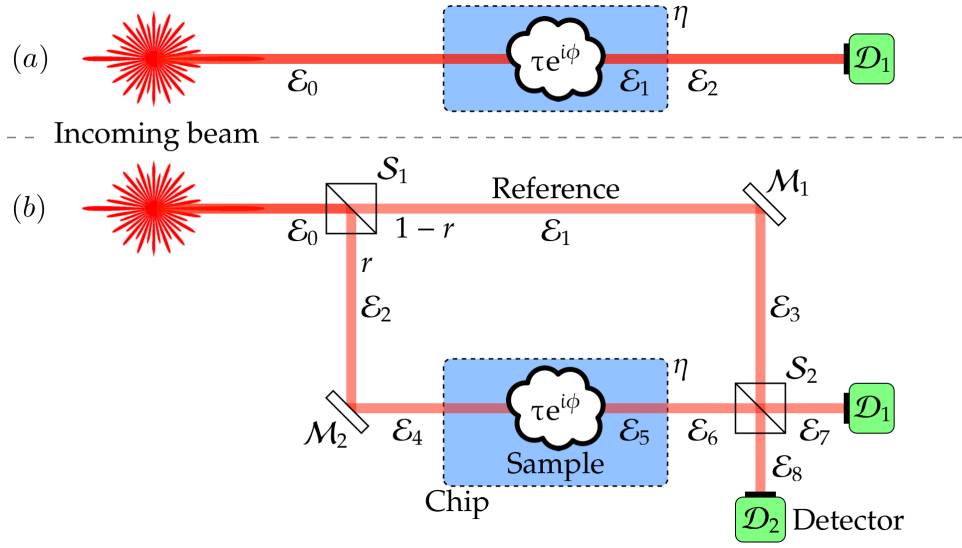 (a)
η
τe^{iϕ}
ℰ₀
ℰ₁
ℰ₂
𝒟₁
Incoming beam
(b)
𝒮₁
Reference
ℳ₁
ℰ₀
1 − r
ℰ₁
r
ℰ₂
ℰ₃
η
𝒮₂
τe^{iϕ}
𝒟₁
ℳ₂
ℰ₄
ℰ₅
ℰ₆
ℰ₇
Sample
ℰ₈
Chip
𝒟₂
Detector